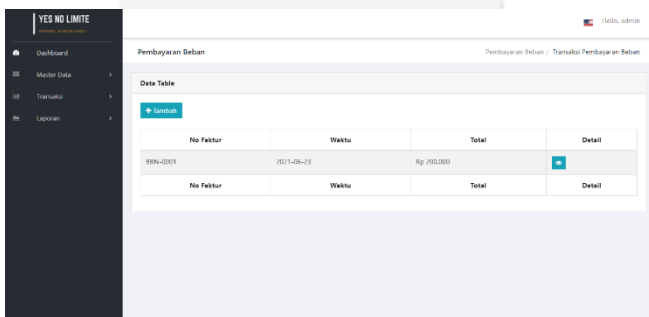 YES NO LIMITE
Hello, admin
Dashboard
Pembayaran Beban
Pembayaran Beban / Transaksi Pembayaran Beban
Master Data
Data Table
Transaksi
+ Tambah
Laporan
No Faktur Waktu Total Detail
BBN-0001 2021-06-23 Rp 200,000
No Faktur Waktu Total Detail